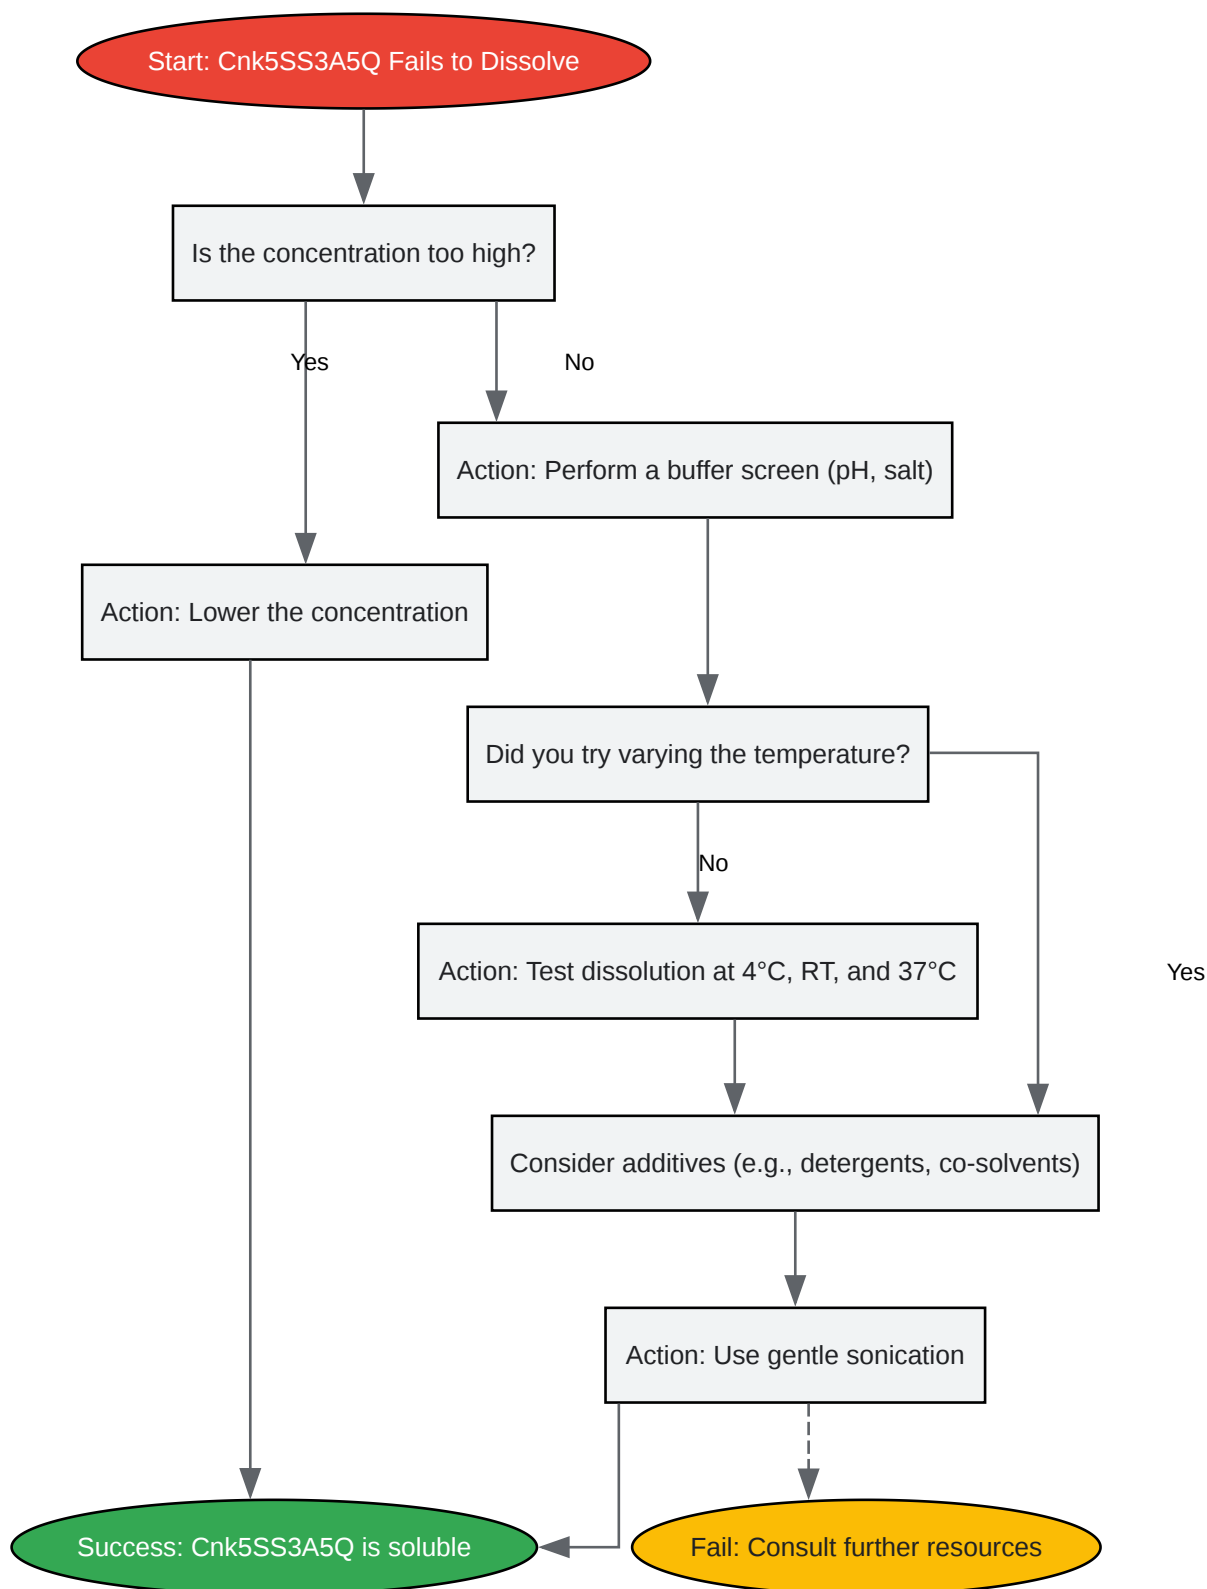 Start: Cnk5SS3A5Q Fails to Dissolve
Is the concentration too high?
Yes
No
Action: Perform a buffer screen (pH, salt)
Action: Lower the concentration
Did you try varying the temperature?
No
Action: Test dissolution at 4°C, RT, and 37°C
Yes
Consider additives (e.g., detergents, co-solvents)
Action: Use gentle sonication
Success: Cnk5SS3A5Q is soluble
Fail: Consult further resources